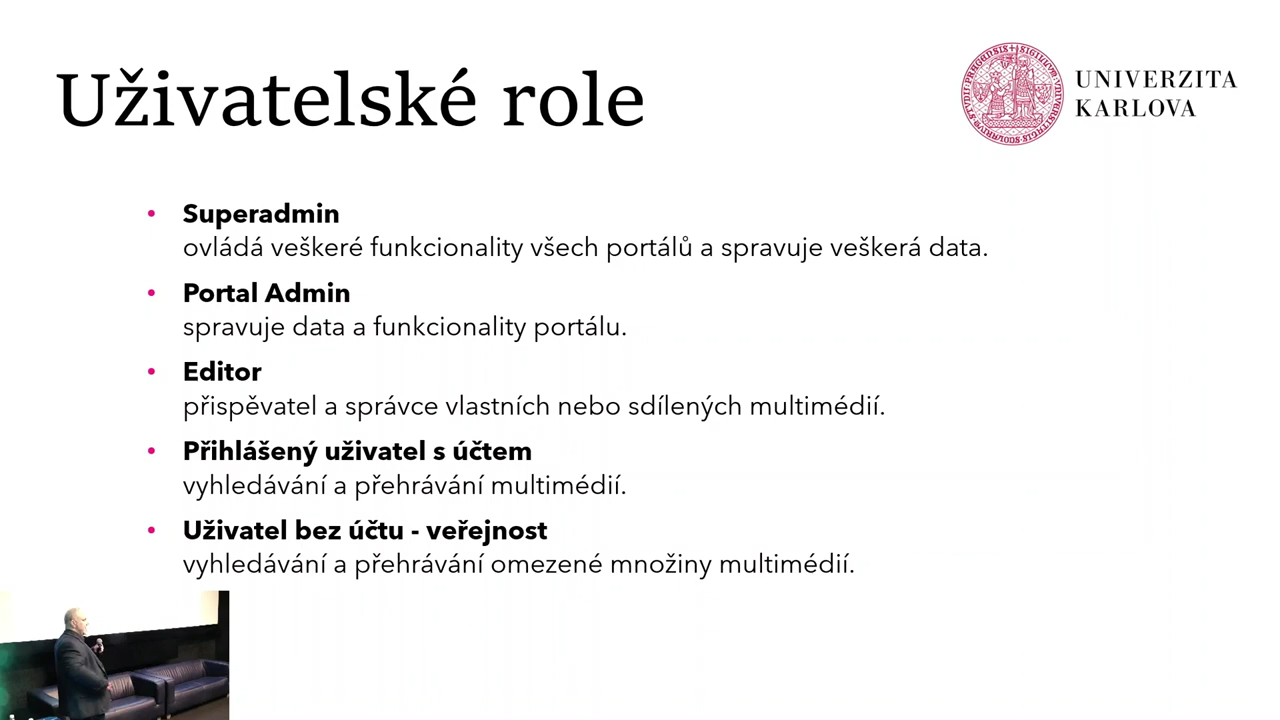 Uživatelské role
UNIVERZITA
KARLOVA
• Superadmin
ovládá veškeré funkcionality všech portálů a spravuje veškerá data.
• Portal Admin
spravuje data a funkcionality portálu.
• Editor
přispěvatel a správce vlastních nebo sdílených multimédií.
• Přihlášený uživatel s účtem
vyhledávání a přehrávání multimédií.
• Uživatel bez účtu - veřejnost
vyhledávání a přehrávání omezené množiny multimédií.